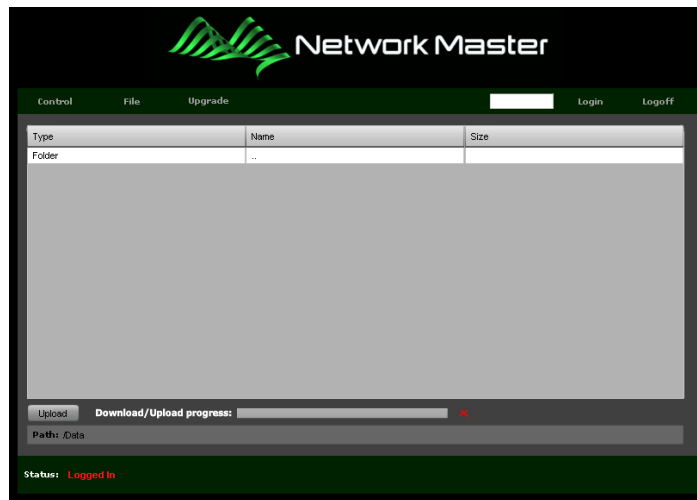 Network Master
Control File Upgrade Login Logoff
Type Name Size
Folder ..
Upload Download/Upload progress:
Path: /Data
Status: Logged In